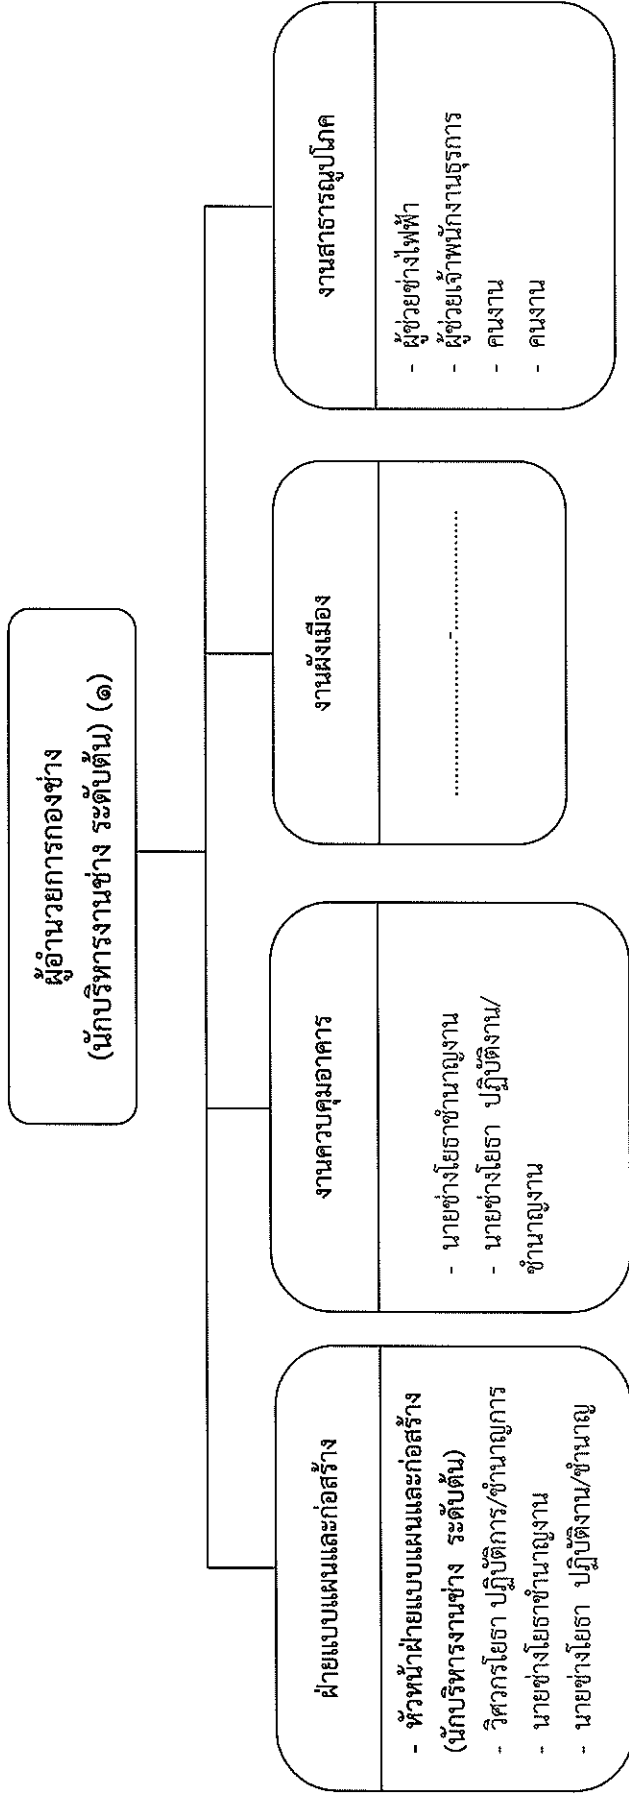 ผู้อำนวยการกองช่าง
(นักบริหารงานช่าง ระดับต้น) (๑)
ฝ่ายแบบแผนและก่อสร้าง
- หัวหน้าฝ่ายแบบแผนและก่อสร้าง
(นักบริหารงานช่าง ระดับต้น)
- วิศวกรโยธา ปฏิบัติการ/ชำนาญการ
- นายช่างโยธาชำนาญงาน
- นายช่างโยธา ปฏิบัติงาน/ชำนาญ
งานควบคุมอาคาร
- นายช่างโยธาชำนาญงาน
- นายช่างโยธา ปฏิบัติงาน/
ชำนาญงาน
งานผังเมือง
................................-........................
งานสาธารณูปโภค
- ผู้ช่วยช่างไฟฟ้า
- ผู้ช่วยเจ้าพนักงานธุรการ
- คนงาน
- คนงาน